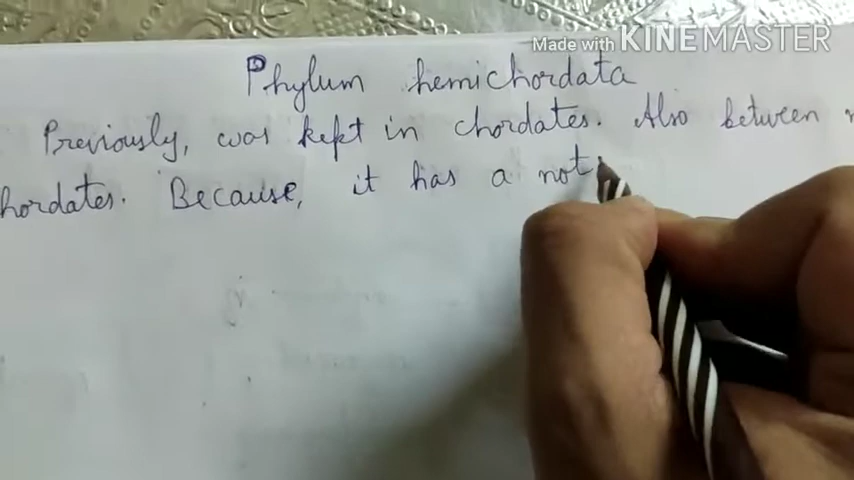 Made with KINEMASTER
Phylum hemichordata
Previously, was kept in chordates. Also between
hordates. Because, it has a not